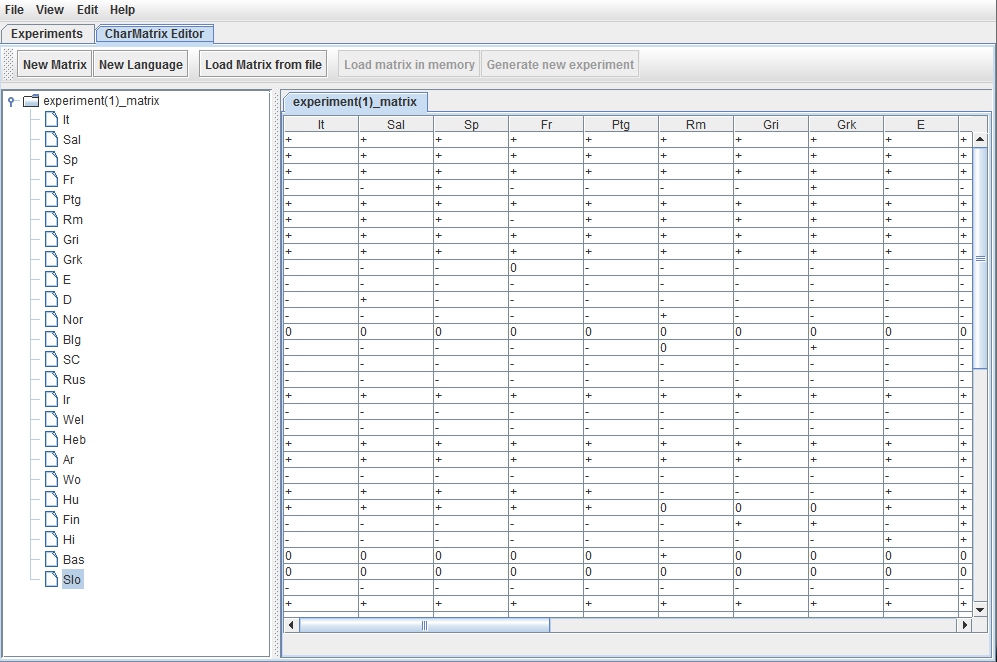 File View Edit Help
Experiments CharMatrix Editor
New Matrix New Language Load Matrix from file Load matrix in memory Generate new experiment
experiment(1)_matrix
It
Sal
Sp
Fr
Ptg
Rm
Gri
Grk
E
D
Nor
Blg
SC
Rus
Ir
Wel
Heb
Ar
Wo
Hu
Fin
Hi
Bas
Slo
experiment(1)_matrix
It Sal Sp Fr Ptg Rm Gri Grk E
+ + + + + + + + + +
+ + + + + + + + + +
+ + + + + + + + + +
- - + - - - - + - -
+ + + + + + + + + +
+ + + - + + + + + +
+ + + + + + + + + +
+ + + + + + + + + +
- - - 0 - - - - - -
- - - - - - - - - -
- + - - - - - - - -
- - - - - + - - - -
0 0 0 0 0 0 0 0 0 0
- - - - - 0 - + - -
- - - - - - - - - -
- - - - - - - - - -
+ + + + + + + + + +
- - - - - - - - - -
- - - - - - - - - -
+ + + + + + + + + +
+ + + + + + + + + +
- - - - - - - - - -
+ + + + + - - - + +
+ + + + + 0 0 0 + +
- - - - - - + + - +
- - - - - - - - + +
0 0 0 0 0 + 0 0 0 0
0 0 0 0 0 0 0 0 0 0
- - - - - - - - - -
+ + + + + + + + + +